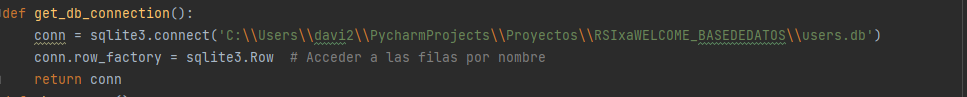 def get_db_connection():
conn = sqlite3.connect('C:\\Users\\davi2\\PycharmProjects\\Proyectos\\RSIxaWELCOME_BASEDEDATOS\\users.db')
conn.row_factory = sqlite3.Row  # Acceder a las filas por nombre
return conn